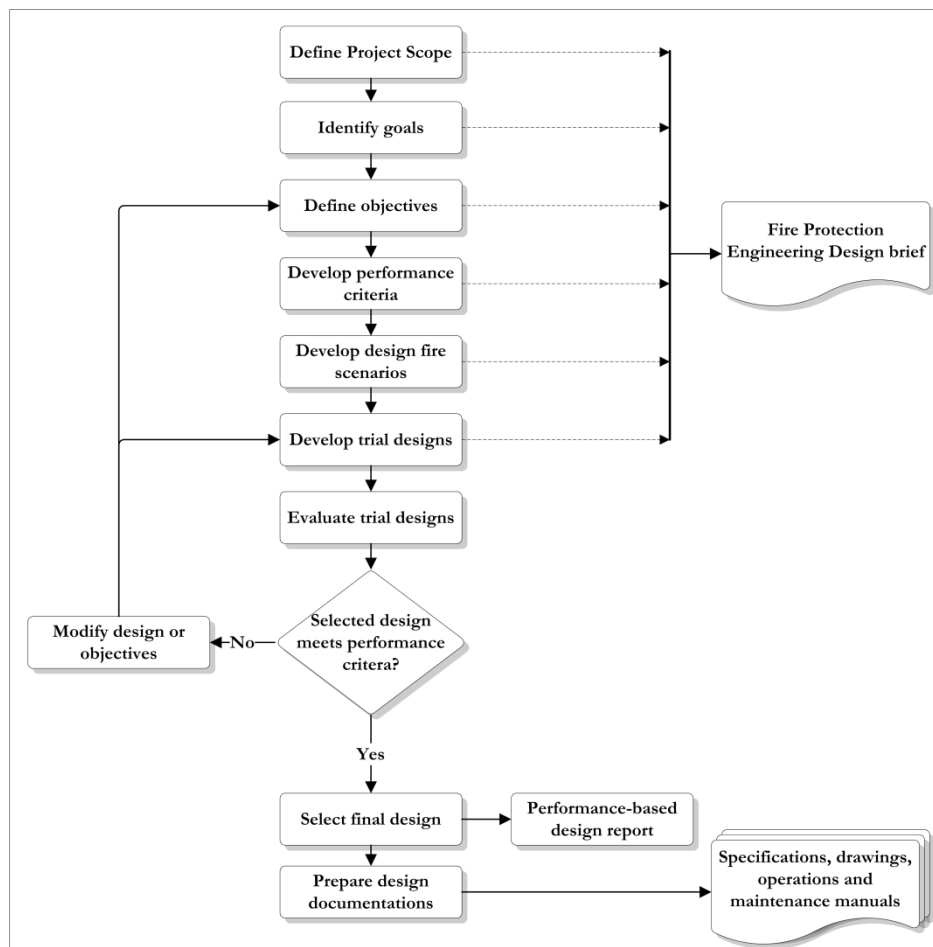 Define Project Scope
Identify goals
Define objectives
Develop performance
criteria
Develop design fire
scenarios
Develop trial designs
Evaluate trial designs
Fire Protection
Engineering Design brief
Selected design
meets performance
critera?
No
Modify design or
objectives
Yes
Select final design
Performance-based
design report
Prepare design
documentations
Specifications, drawings,
operations and
maintenance manuals